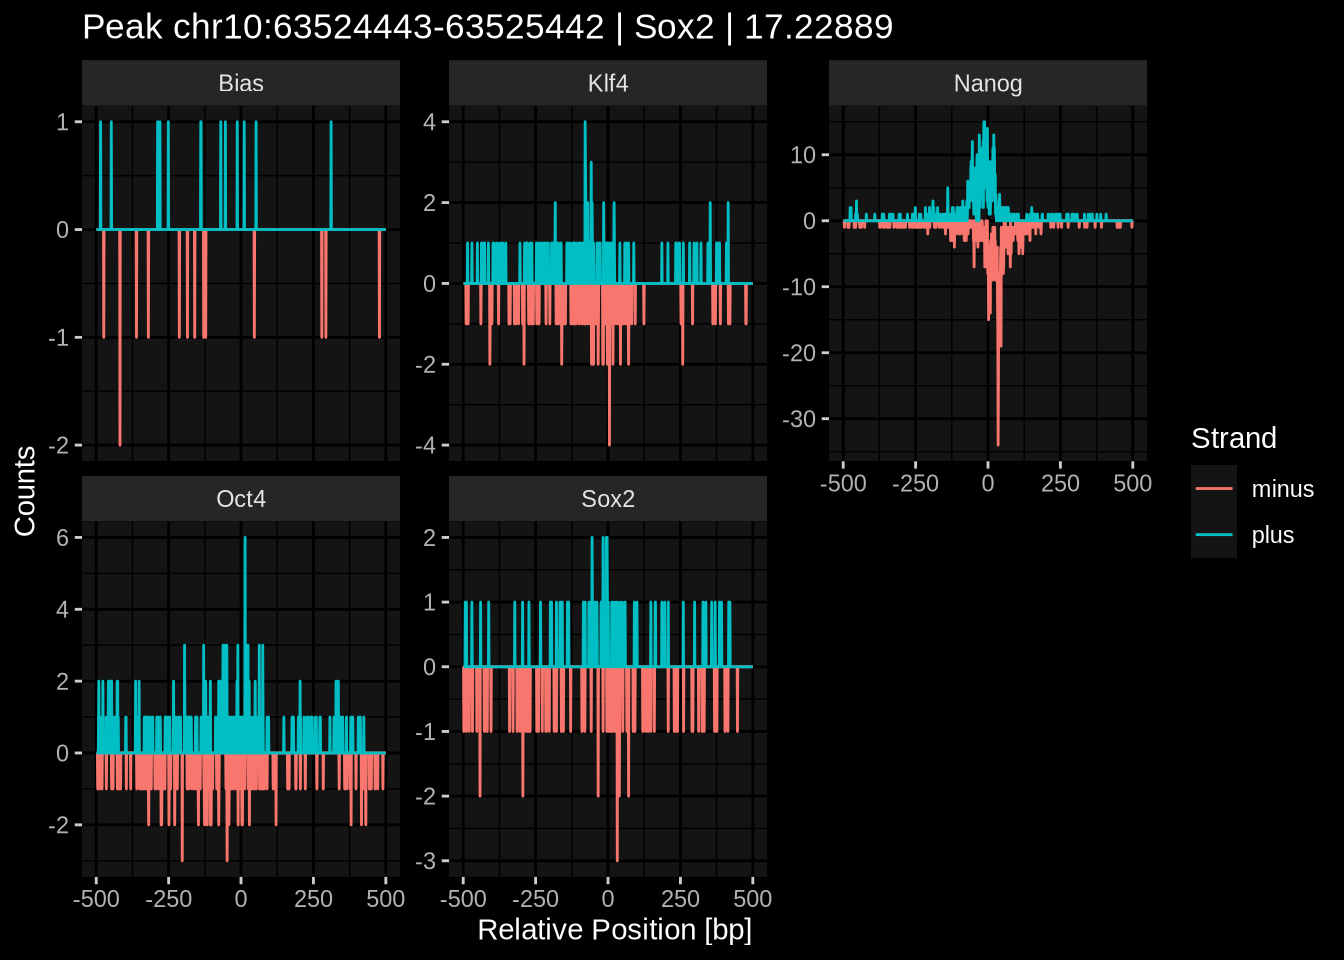 Peak chr10:63524443-63525442 | Sox2 | 17.22889
Bias
Klf4
Nanog
1
0
-1
-2
4
2
0
-2
-4
10
0
-10
-20
-30
-500 -250 0 250 500
Counts
Strand
minus
plus
Oct4
Sox2
6
4
2
0
-2
2
1
0
-1
-2
-3
-500 -250 0 250 500
-500 -250 0 250 500
Relative Position [bp]